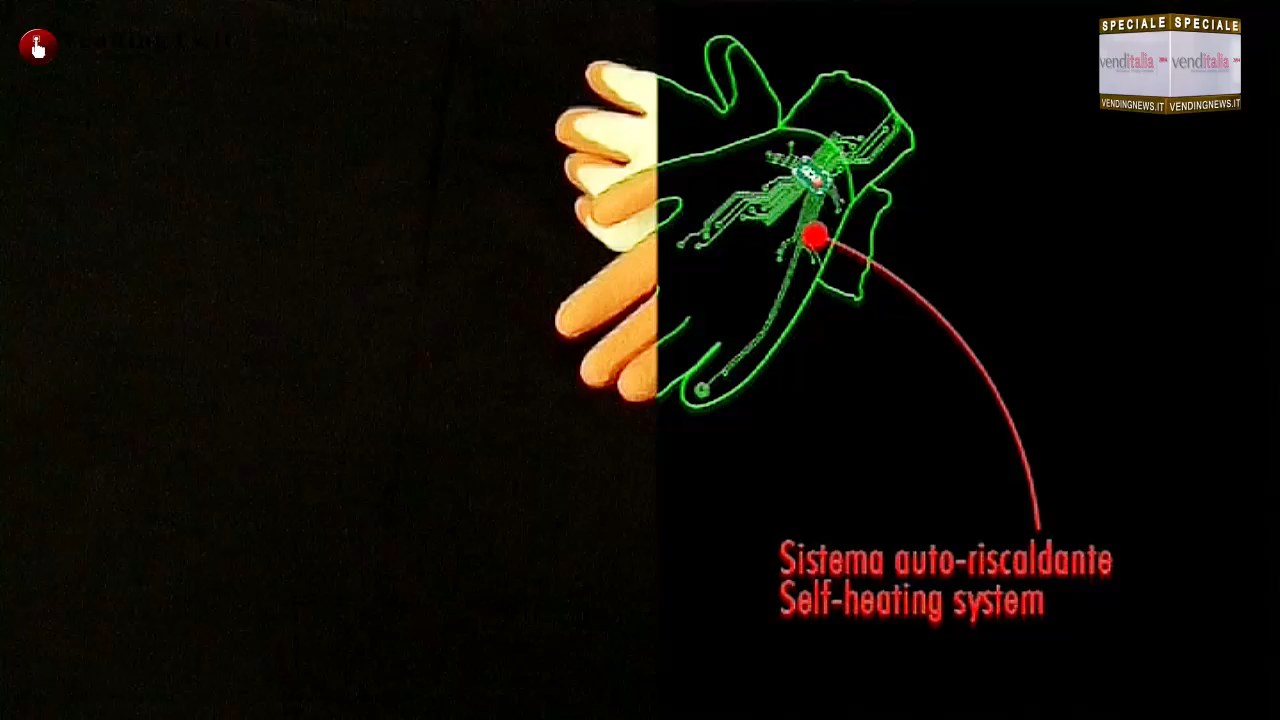 SPECIALE SPECIALE
venditalia venditalia
VENDINGNEWS.IT VENDINGNEWS.IT
Sistema auto-riscaldante
Self-heating system